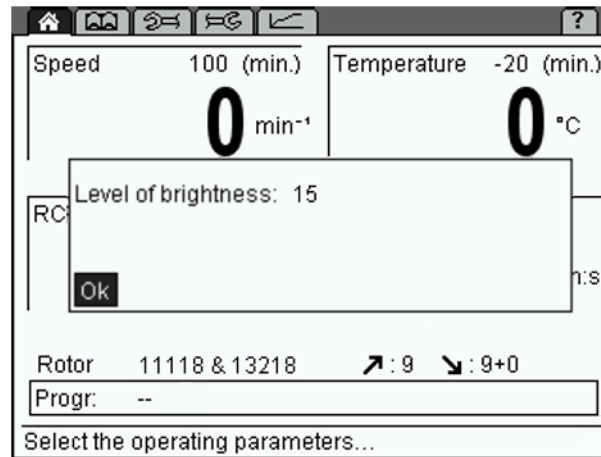 ?
Speed 100 (min.) Temperature -20 (min.)
0 min⁻¹ 0 °C
Level of brightness: 15
RC
Ok
Rotor 11118 & 13218 ↗ : 9 ↘ : 9+0
Progr: --
Select the operating parameters...